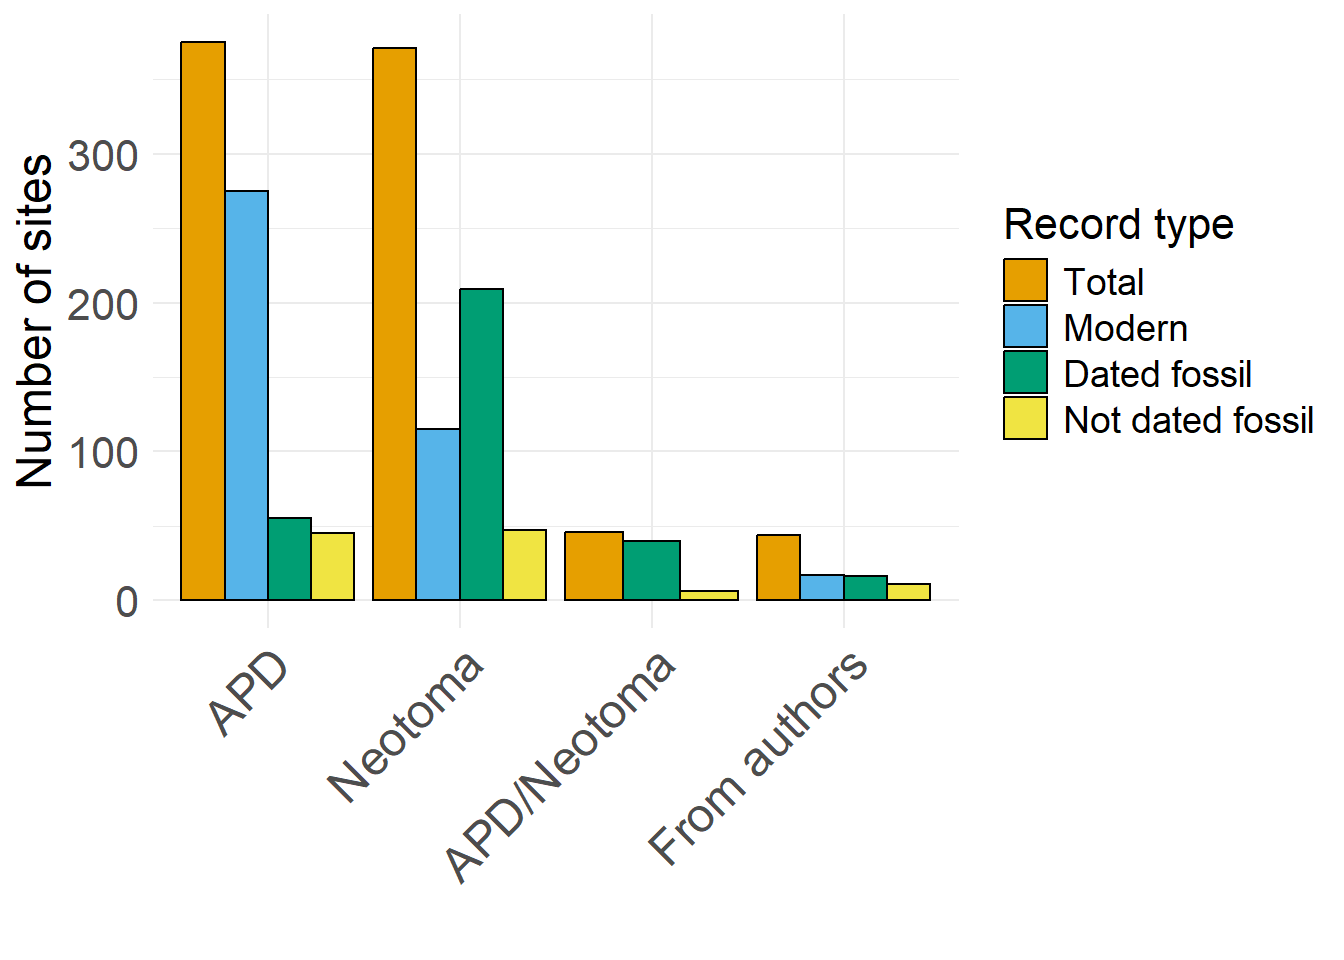 Number of sites
300
200
100
0
APD
Neotoma
APD/Neotoma
From authors
Record type
Total
Modern
Dated fossil
Not dated fossil